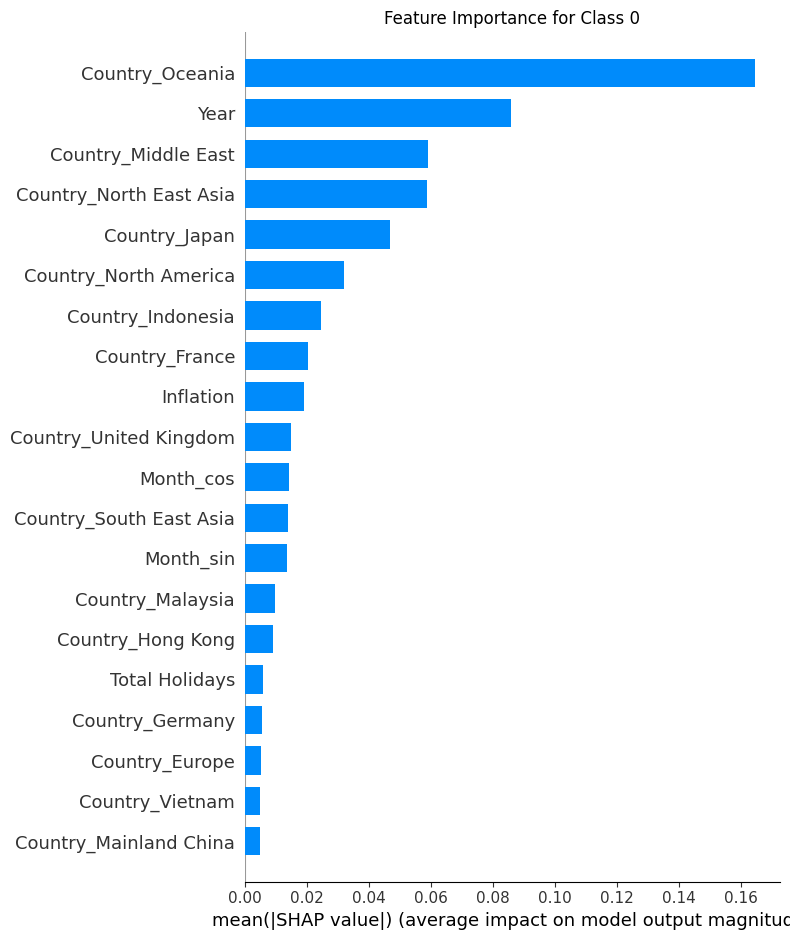 Feature Importance for Class 0
Country_Oceania
Year
Country_Middle East
Country_North East Asia
Country_Japan
Country_North America
Country_Indonesia
Country_France
Inflation
Country_United Kingdom
Month_cos
Country_South East Asia
Month_sin
Country_Malaysia
Country_Hong Kong
Total Holidays
Country_Germany
Country_Europe
Country_Vietnam
Country_Mainland China
0.00 0.02 0.04 0.06 0.08 0.10 0.12 0.14 0.16
mean(|SHAP value|) (average impact on model output magnitud